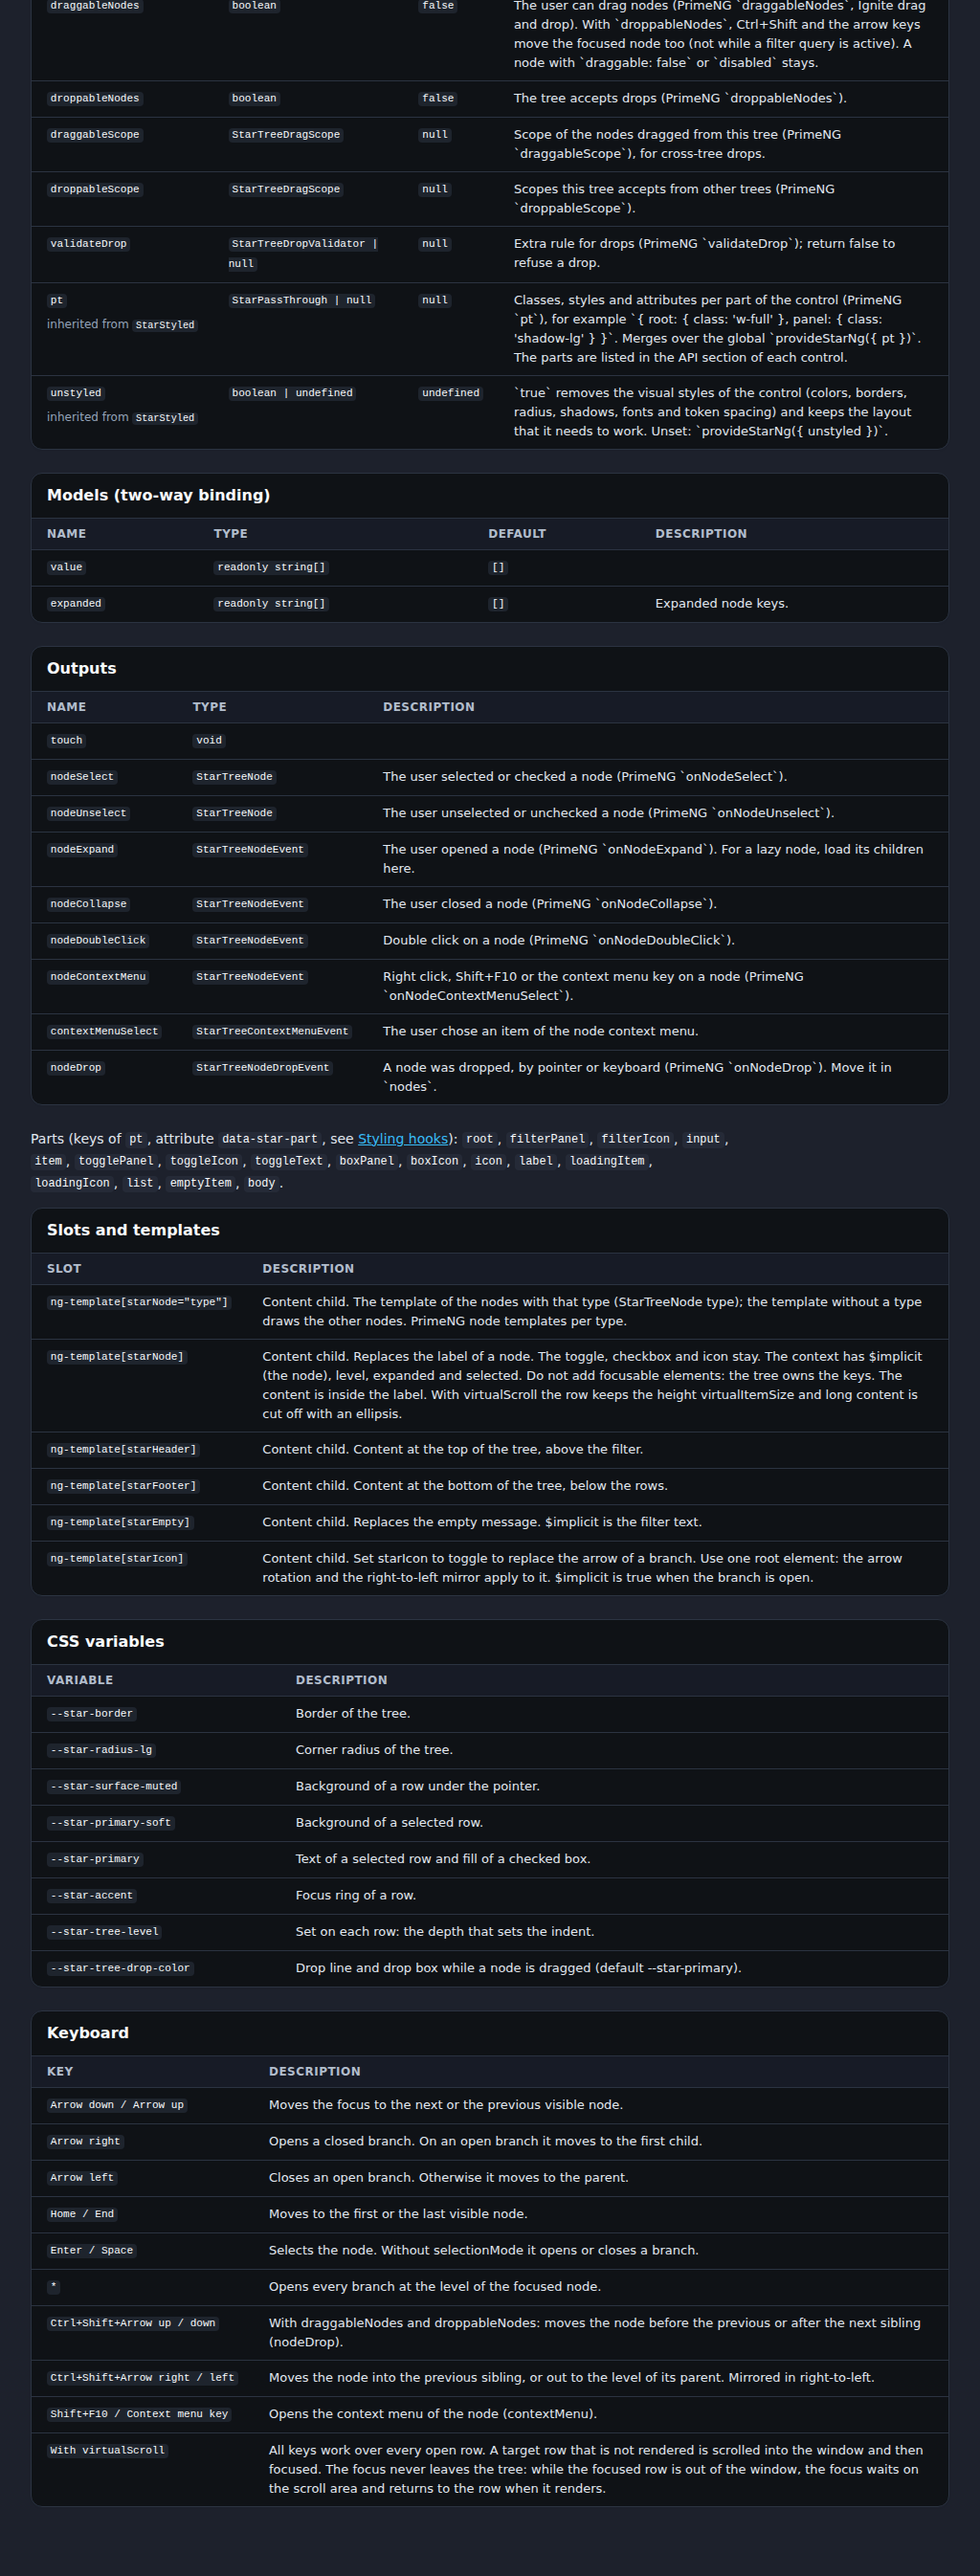 draggableNodes boolean false The user can drag nodes (PrimeNG `draggableNodes`, Ignite drag
and drop). With `droppableNodes`, Ctrl+Shift and the arrow keys
move the focused node too (not while a filter query is active). A
node with `draggable: false` or `disabled` stays.
droppableNodes boolean false The tree accepts drops (PrimeNG `droppableNodes`).
draggableScope StarTreeDragScope null Scope of the nodes dragged from this tree (PrimeNG
`draggableScope`), for cross-tree drops.
droppableScope StarTreeDragScope null Scopes this tree accepts from other trees (PrimeNG
`droppableScope`).
validateDrop StarTreeDropValidator | null Extra rule for drops (PrimeNG `validateDrop`); return false to
null refuse a drop.
pt StarPassThrough | null null Classes, styles and attributes per part of the control (PrimeNG
inherited from StarStyled `pt`), for example `{ root: { class: 'w-full' }, panel: { class:
'shadow-lg' } }`. Merges over the global `provideStarNg({ pt })`.
The parts are listed in the API section of each control.
unstyled boolean | undefined undefined `true` removes the visual styles of the control (colors, borders,
inherited from StarStyled radius, shadows, fonts and token spacing) and keeps the layout
that it needs to work. Unset: `provideStarNg({ unstyled })`.
Models (two-way binding)
NAME TYPE DEFAULT DESCRIPTION
value readonly string[] []
expanded readonly string[] [] Expanded node keys.
Outputs
NAME TYPE DESCRIPTION
touch void
nodeSelect StarTreeNode The user selected or checked a node (PrimeNG `onNodeSelect`).
nodeUnselect StarTreeNode The user unselected or unchecked a node (PrimeNG `onNodeUnselect`).
nodeExpand StarTreeNodeEvent The user opened a node (PrimeNG `onNodeExpand`). For a lazy node, load its children
here.
nodeCollapse StarTreeNodeEvent The user closed a node (PrimeNG `onNodeCollapse`).
nodeDoubleClick StarTreeNodeEvent Double click on a node (PrimeNG `onNodeDoubleClick`).
nodeContextMenu StarTreeNodeEvent Right click, Shift+F10 or the context menu key on a node (PrimeNG
`onNodeContextMenuSelect`).
contextMenuSelect StarTreeContextMenuEvent The user chose an item of the node context menu.
nodeDrop StarTreeNodeDropEvent A node was dropped, by pointer or keyboard (PrimeNG `onNodeDrop`). Move it in
`nodes`.
Parts (keys of pt, attribute data-star-part, see Styling hooks): root, filterPanel, filterIcon, input,
item, togglePanel, toggleIcon, toggleText, boxPanel, boxIcon, icon, label, loadingItem,
loadingIcon, list, emptyItem, body.
Slots and templates
SLOT DESCRIPTION
ng-template[starNode="type"] Content child. The template of the nodes with that type (StarTreeNode type); the template without a type
draws the other nodes. PrimeNG node templates per type.
ng-template[starNode] Content child. Replaces the label of a node. The toggle, checkbox and icon stay. The context has $implicit
(the node), level, expanded and selected. Do not add focusable elements: the tree owns the keys. The
content is inside the label. With virtualScroll the row keeps the height virtualItemSize and long content is
cut off with an ellipsis.
ng-template[starHeader] Content child. Content at the top of the tree, above the filter.
ng-template[starFooter] Content child. Content at the bottom of the tree, below the rows.
ng-template[starEmpty] Content child. Replaces the empty message. $implicit is the filter text.
ng-template[starIcon] Content child. Set starIcon to toggle to replace the arrow of a branch. Use one root element: the arrow
rotation and the right-to-left mirror apply to it. $implicit is true when the branch is open.
CSS variables
VARIABLE DESCRIPTION
--star-border Border of the tree.
--star-radius-lg Corner radius of the tree.
--star-surface-muted Background of a row under the pointer.
--star-primary-soft Background of a selected row.
--star-primary Text of a selected row and fill of a checked box.
--star-accent Focus ring of a row.
--star-tree-level Set on each row: the depth that sets the indent.
--star-tree-drop-color Drop line and drop box while a node is dragged (default --star-primary).
Keyboard
KEY DESCRIPTION
Arrow down / Arrow up Moves the focus to the next or the previous visible node.
Arrow right Opens a closed branch. On an open branch it moves to the first child.
Arrow left Closes an open branch. Otherwise it moves to the parent.
Home / End Moves to the first or the last visible node.
Enter / Space Selects the node. Without selectionMode it opens or closes a branch.
* Opens every branch at the level of the focused node.
Ctrl+Shift+Arrow up / down With draggableNodes and droppableNodes: moves the node before the previous or after the next sibling
(nodeDrop).
Ctrl+Shift+Arrow right / left Moves the node into the previous sibling, or out to the level of its parent. Mirrored in right-to-left.
Shift+F10 / Context menu key Opens the context menu of the node (contextMenu).
With virtualScroll All keys work over every open row. A target row that is not rendered is scrolled into the window and then
focused. The focus never leaves the tree: while the focused row is out of the window, the focus waits on
the scroll area and returns to the row when it renders.